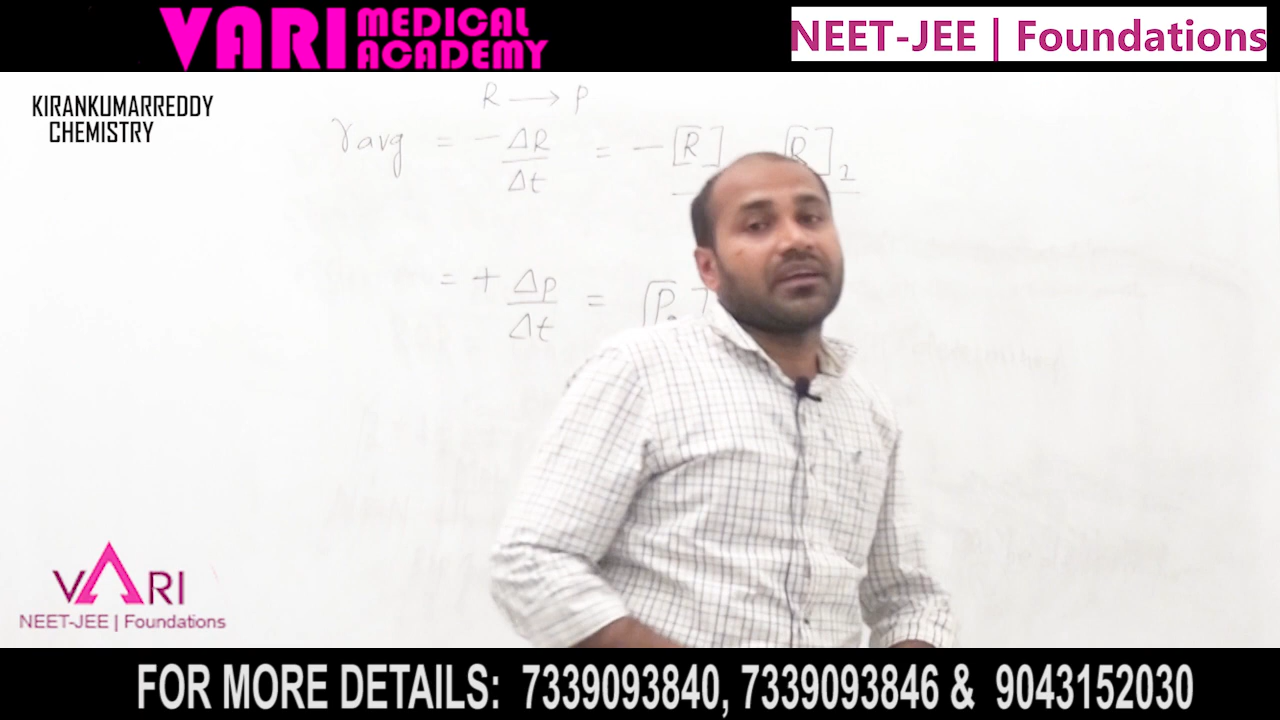 VARI MEDICAL ACADEMY
NEET-JEE | Foundations
KIRANKUMARREDDY
CHEMISTRY
R ⟶ P
r avg = - ΔR/Δt = - [R] [R]2
= + Δp/Δt = [P
VARI
NEET-JEE | Foundations
FOR MORE DETAILS: 7339093840, 7339093846 & 9043152030